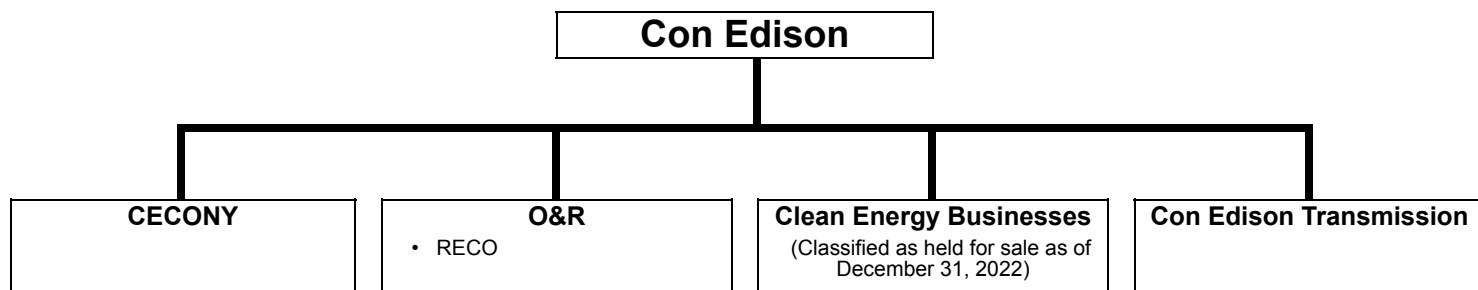 Con Edison
CECONY
O&R
• RECO
Clean Energy Businesses
(Classified as held for sale as of
December 31, 2022)
Con Edison Transmission